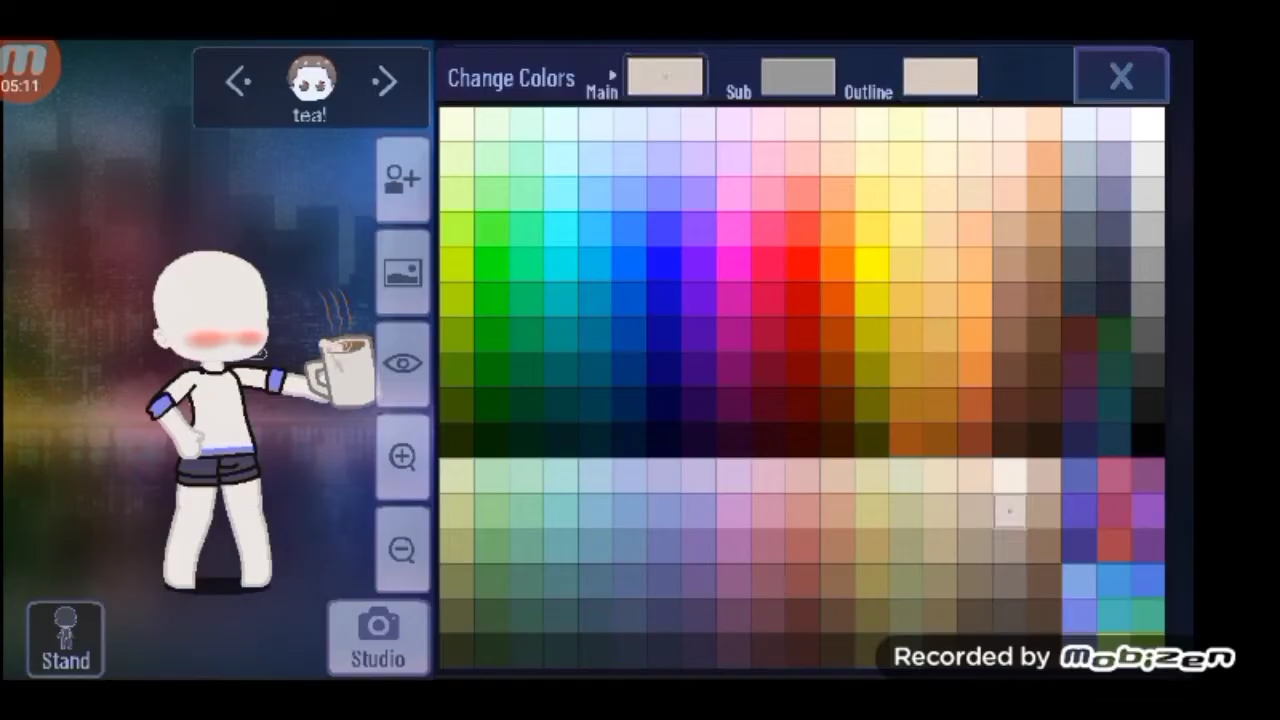 m
05:11
tea!
Change Colors
Main
Sub
Outline
X
Stand
Studio
Recorded by Mobizen